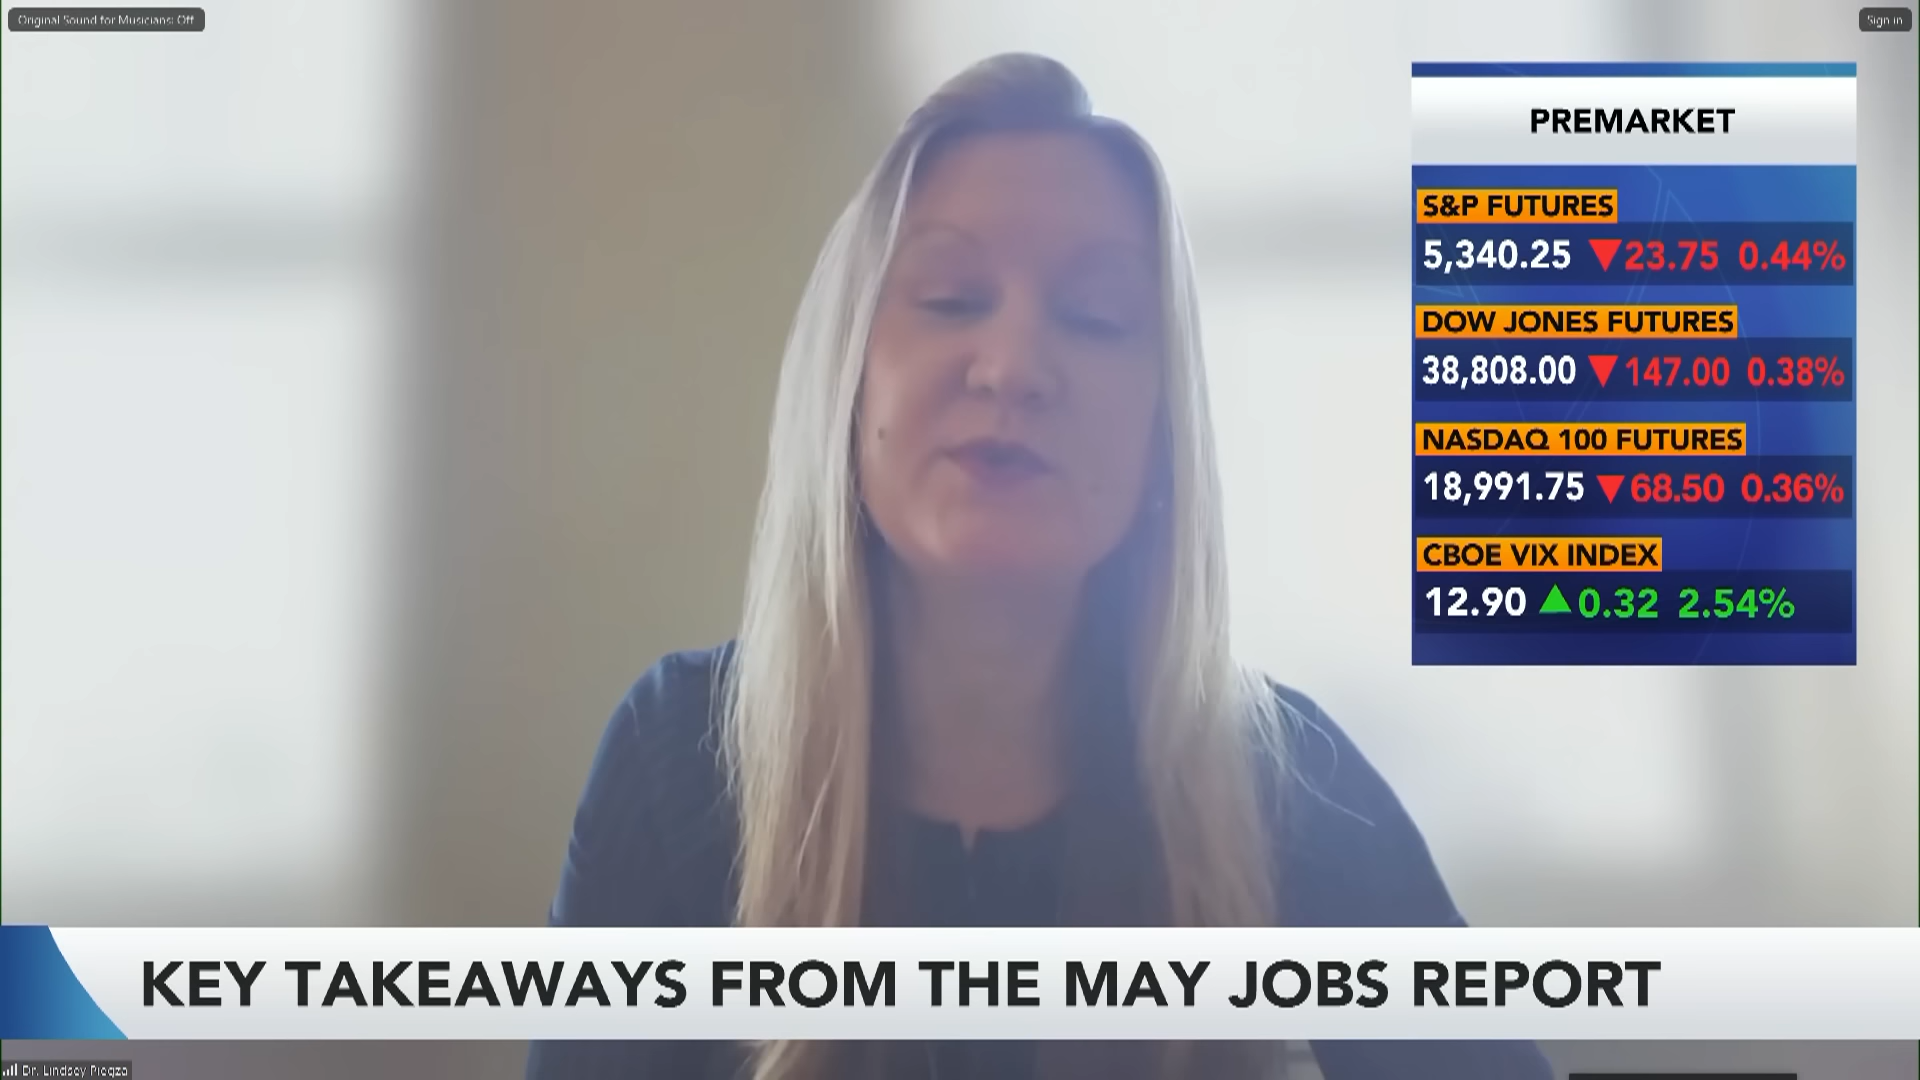 Original Sound for Musicians: Off
Sign in
PREMARKET
S&P FUTURES
5,340.25 ▼23.75 0.44%
DOW JONES FUTURES
38,808.00 ▼147.00 0.38%
NASDAQ 100 FUTURES
18,991.75 ▼68.50 0.36%
CBOE VIX INDEX
12.90 ▲0.32 2.54%
KEY TAKEAWAYS FROM THE MAY JOBS REPORT
Dr. Lindsey Piegza